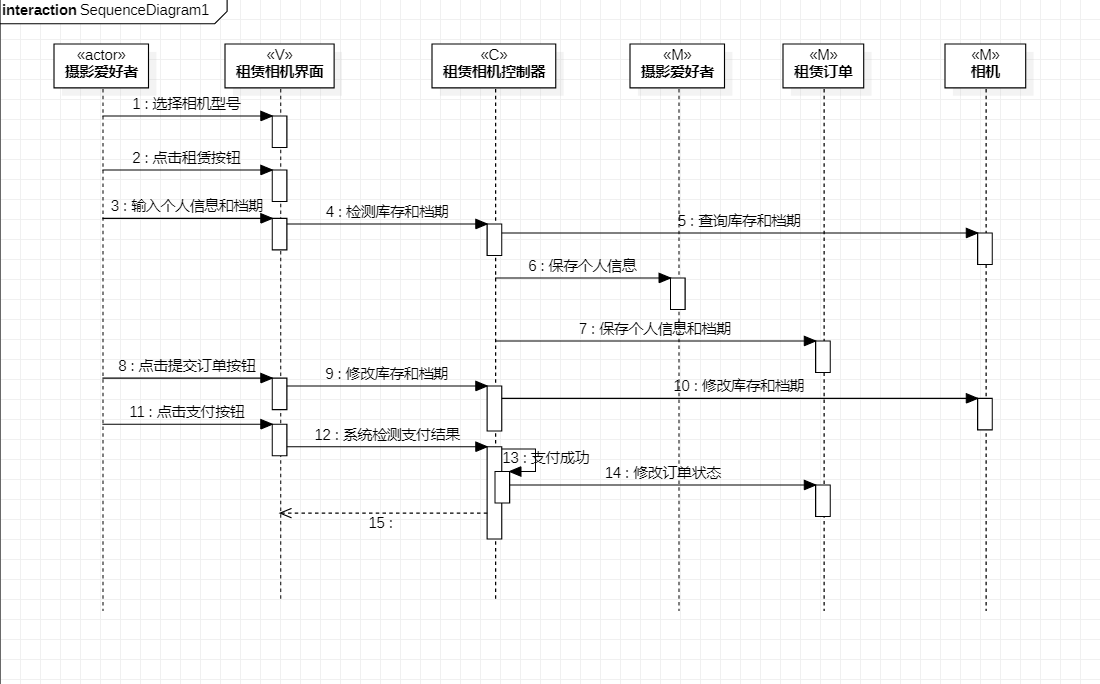 interaction SequenceDiagram1
«actor»
摄影爱好者
«V»
租赁相机界面
«C»
租赁相机控制器
«M»
摄影爱好者
«M»
租赁订单
«M»
相机
1 : 选择相机型号
2 : 点击租赁按钮
3 : 输入个人信息和档期
4 : 检测库存和档期
5 : 查询库存和档期
6 : 保存个人信息
7 : 保存个人信息和档期
8 : 点击提交订单按钮
9 : 修改库存和档期
10 : 修改库存和档期
11 : 点击支付按钮
12 : 系统检测支付结果
13 : 支付成功
14 : 修改订单状态
15 :